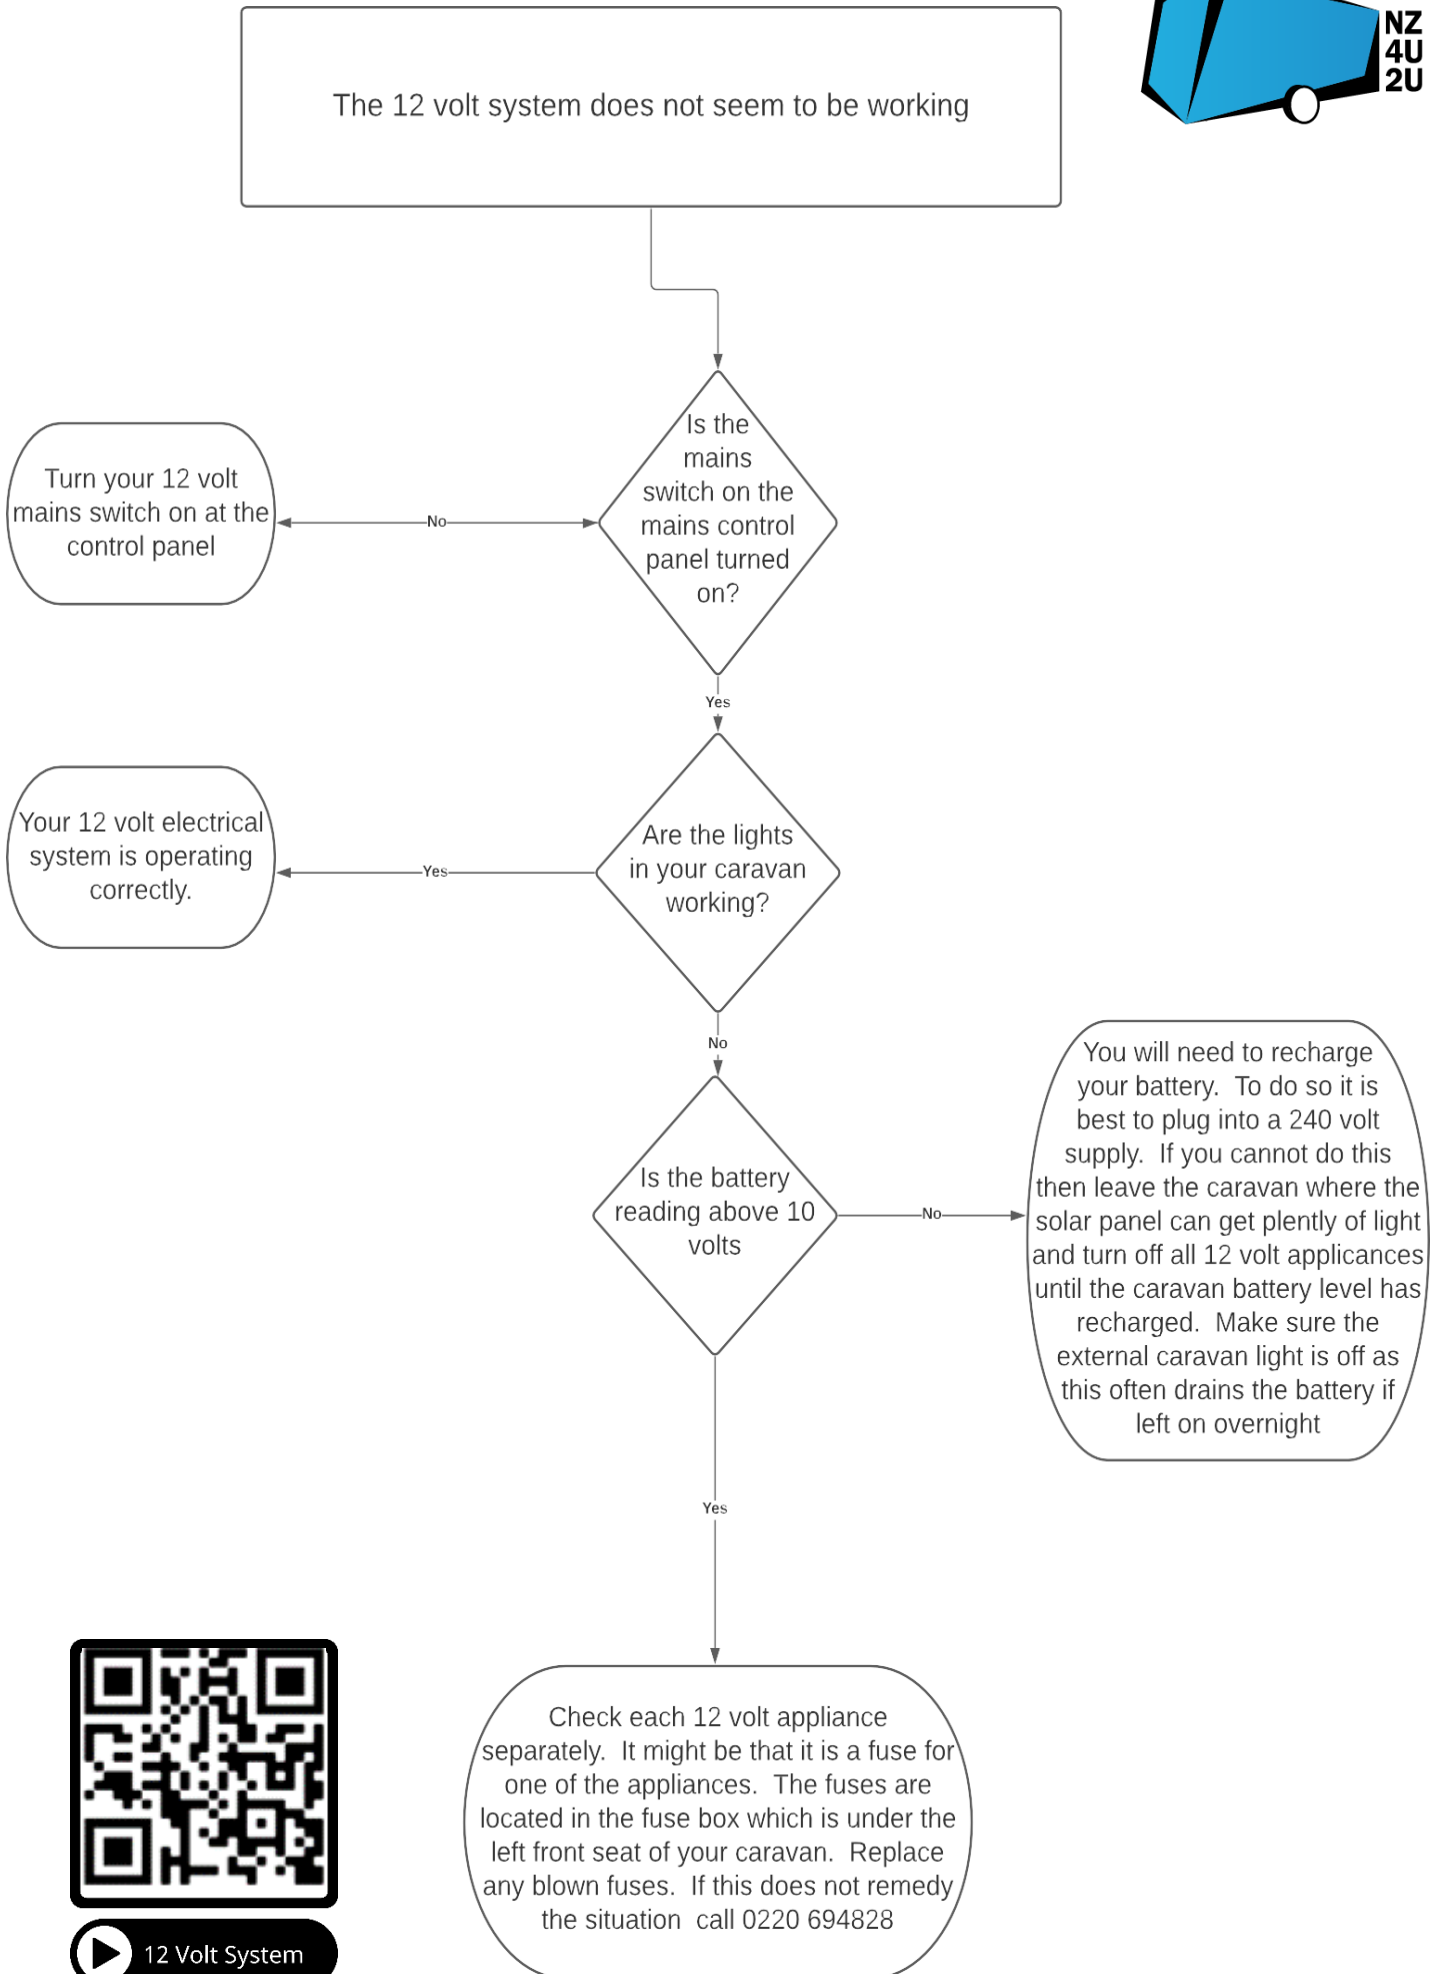 NZ
4U
2U
The 12 volt system does not seem to be working
Is the
mains
switch on the
mains control
panel turned
on?
No
Turn your 12 volt
mains switch on at the
control panel
Yes
Are the lights
in your caravan
working?
Yes
Your 12 volt electrical
system is operating
correctly.
No
Is the battery
reading above 10
volts
No
You will need to recharge
your battery.  To do so it is
best to plug into a 240 volt
supply.  If you cannot do this
then leave the caravan where the
solar panel can get plently of light
and turn off all 12 volt applicances
until the caravan battery level has
recharged.  Make sure the
external caravan light is off as
this often drains the battery if
left on overnight
Yes
Check each 12 volt appliance
separately.  It might be that it is a fuse for
one of the appliances.  The fuses are
located in the fuse box which is under the
left front seat of your caravan.  Replace
any blown fuses.  If this does not remedy
the situation  call 0220 694828
12 Volt System